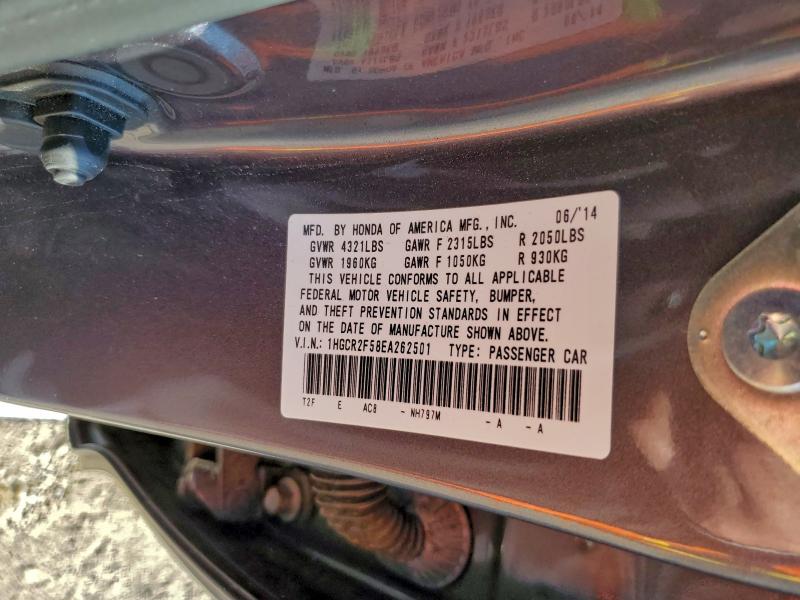 MFD. BY HONDA OF AMERICA MFG., INC. 06/'14
GVWR 4321LBS GAWR F 2315LBS R 2050LBS
GVWR 1960KG GAWR F 1050KG R 930KG
THIS VEHICLE CONFORMS TO ALL APPLICABLE
FEDERAL MOTOR VEHICLE SAFETY, BUMPER,
AND THEFT PREVENTION STANDARDS IN EFFECT
ON THE DATE OF MANUFACTURE SHOWN ABOVE.
V.I.N.: 1HGCR2F58EA262501 TYPE: PASSENGER CAR
T2F E AC8 - NH797M - A - A